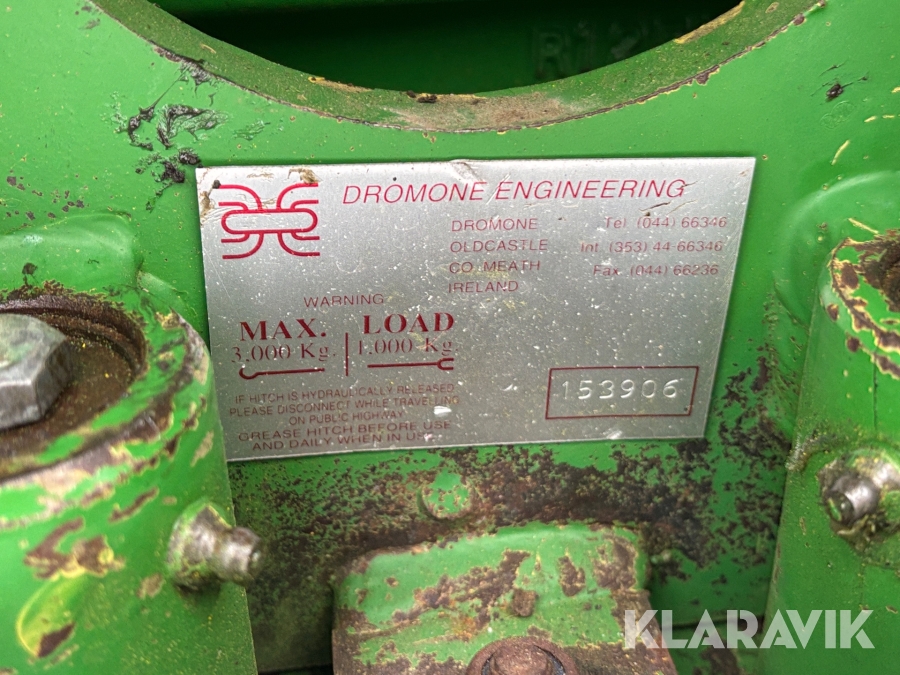 DROMONE ENGINEERING
DROMONE Tel. (044) 66346
OLDCASTLE Int. (353) 44-66346
CO. MEATH Fax. (044) 66236
IRELAND
WARNING
MAX. LOAD
3,000 Kg. 1,000 Kg
IF HITCH IS HYDRAULICALLY RELEASED
PLEASE DISCONNECT WHILE TRAVELLING
ON PUBLIC HIGHWAY
GREASE HITCH BEFORE USE
AND DAILY WHEN IN USE
153906
KLARAVIK